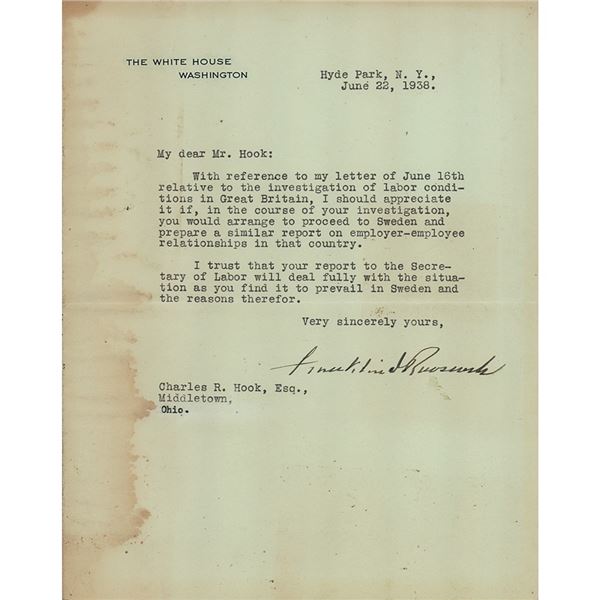 THE WHITE HOUSE
WASHINGTON
Hyde Park, N. Y.,
June 22, 1938.
My dear Mr. Hook:
With reference to my letter of June 16th
relative to the investigation of labor condi-
tions in Great Britain, I should appreciate
it if, in the course of your investigation,
you would arrange to proceed to Sweden and
prepare a similar report on employer-employee
relationships in that country.
I trust that your report to the Secre-
tary of Labor will deal fully with the situa-
tion as you find it to prevail in Sweden and
the reasons therefor.
Very sincerely yours,
Franklin D Roosevelt
Charles R. Hook, Esq.,
Middletown,
Ohio.